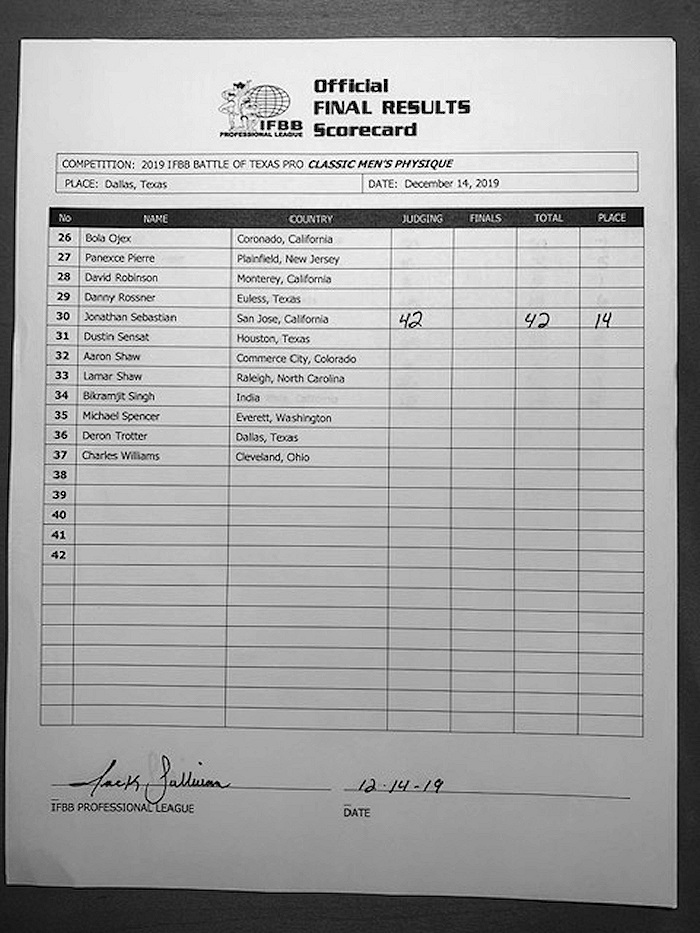 Official
FINAL RESULTS
Scorecard
IFBB
PROFESSIONAL LEAGUE
COMPETITION: 2019 IFBB BATTLE OF TEXAS PRO CLASSIC MEN'S PHYSIQUE
PLACE: Dallas, Texas DATE: December 14, 2019
No NAME COUNTRY JUDGING FINALS TOTAL PLACE
26 Bola Ojex Coronado, California
27 Panexce Pierre Plainfield, New Jersey
28 David Robinson Monterey, California
29 Danny Rossner Euless, Texas
30 Jonathan Sebastian San Jose, California 42 42 14
31 Dustin Sensat Houston, Texas
32 Aaron Shaw Commerce City, Colorado
33 Lamar Shaw Raleigh, North Carolina
34 Bikramjit Singh India
35 Michael Spencer Everett, Washington
36 Deron Trotter Dallas, Texas
37 Charles Williams Cleveland, Ohio
38
39
40
41
42
Jack Sullivan 12-14-19
IFBB PROFESSIONAL LEAGUE DATE